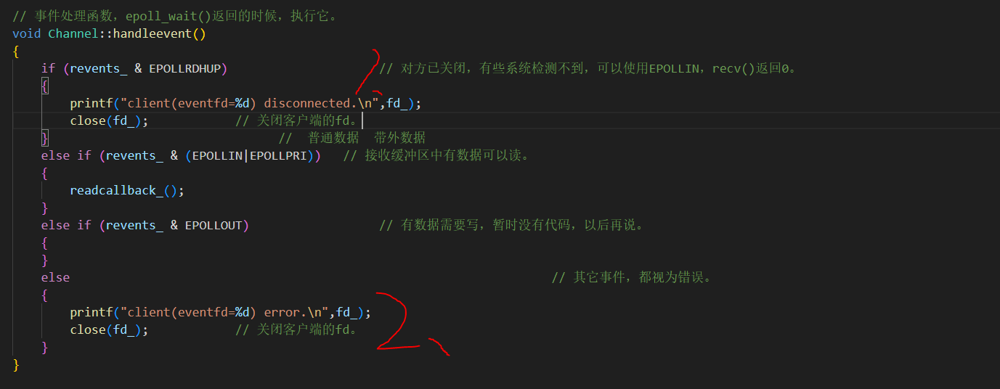 // 事件处理函数，epoll_wait()返回的时候，执行它。
void Channel::handleevent()
{
    if (revents_ & EPOLLRDHUP)                     // 对方已关闭，有些系统检测不到，可以使用EPOLLIN，recv()返回0。
    {
        printf("client(eventfd=%d) disconnected.\n",fd_);
        close(fd_);            // 关闭客户端的fd。
    }                                //  普通数据  带外数据
    else if (revents_ & (EPOLLIN|EPOLLPRI))   // 接收缓冲区中有数据可以读。
    {
        readcallback_();
    }
    else if (revents_ & EPOLLOUT)                  // 有数据需要写，暂时没有代码，以后再说。
    {
    }
    else                                                                   // 其它事件，都视为错误。
    {
        printf("client(eventfd=%d) error.\n",fd_);
        close(fd_);            // 关闭客户端的fd。
    }
}
2、